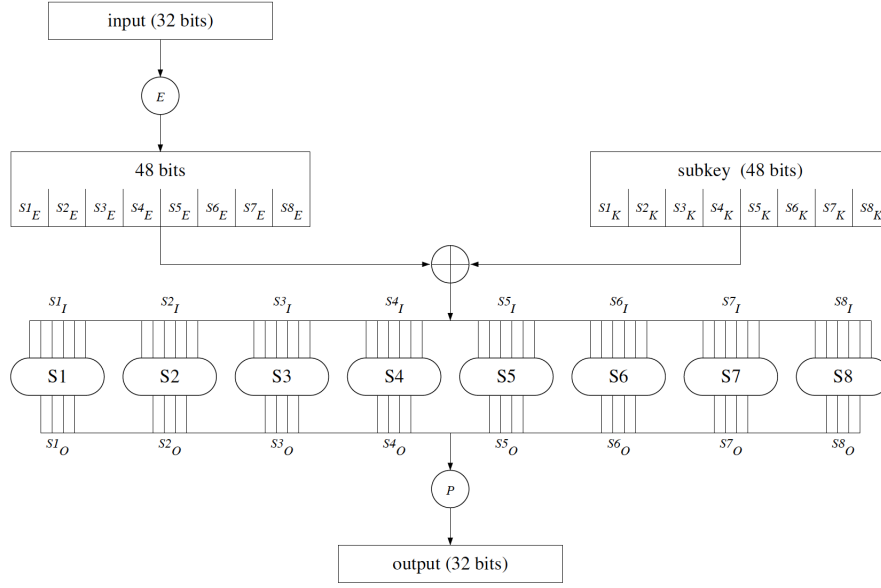 input (32 bits)
E
48 bits
subkey (48 bits)
S1E S2E S3E S4E S5E S6E S7E S8E
S1K S2K S3K S4K S5K S6K S7K S8K
S1I S2I S3I S4I S5I S6I S7I S8I
S1 S2 S3 S4 S5 S6 S7 S8
S1O S2O S3O S4O S5O S6O S7O S8O
P
output (32 bits)